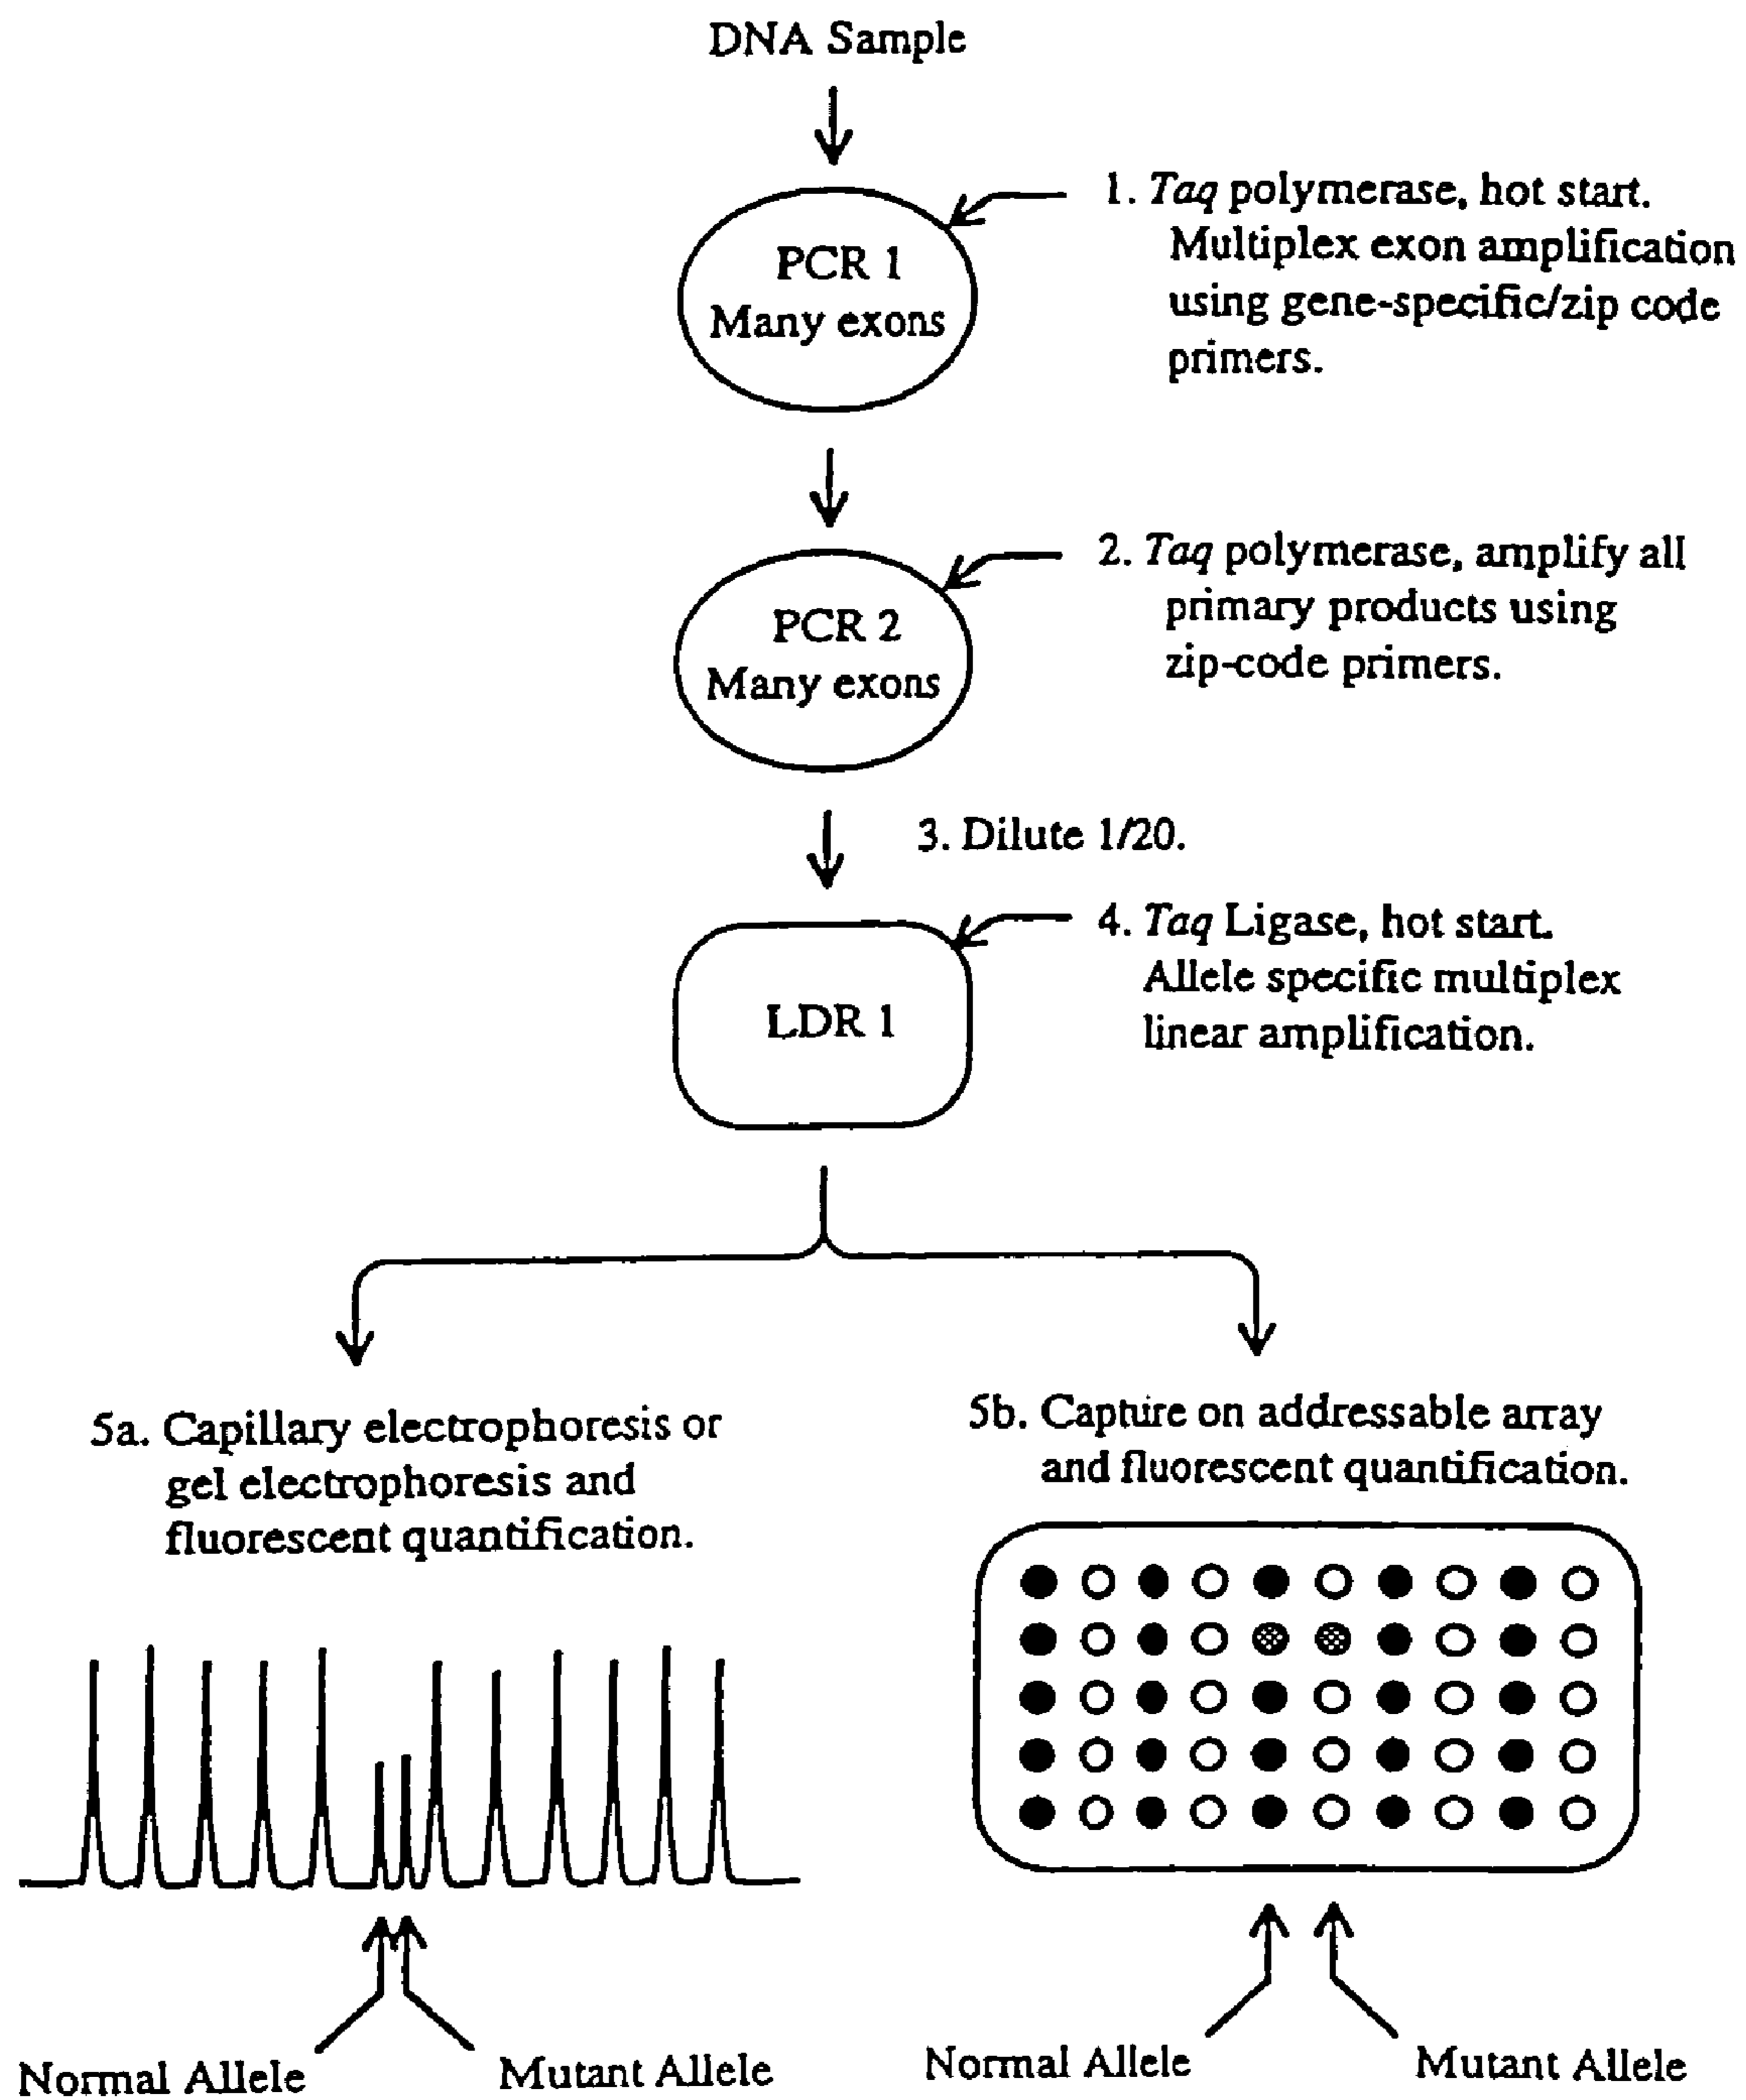 DNA Sample
PCR 1
Many exons
1. Taq polymerase, hot start.
Multiplex exon amplification
using gene-specific/zip code
primers.
PCR 2
Many exons
2. Taq polymerase, amplify all
primary products using
zip-code primers.
3. Dilute 1/20.
LDR 1
4. Taq Ligase, hot start.
Allele specific multiplex
linear amplification.
5a. Capillary electrophoresis or
gel electrophoresis and
fluorescent quantification.
5b. Capture on addressable array
and fluorescent quantification.
Normal Allele
Mutant Allele
Normal Allele
Mutant Allele